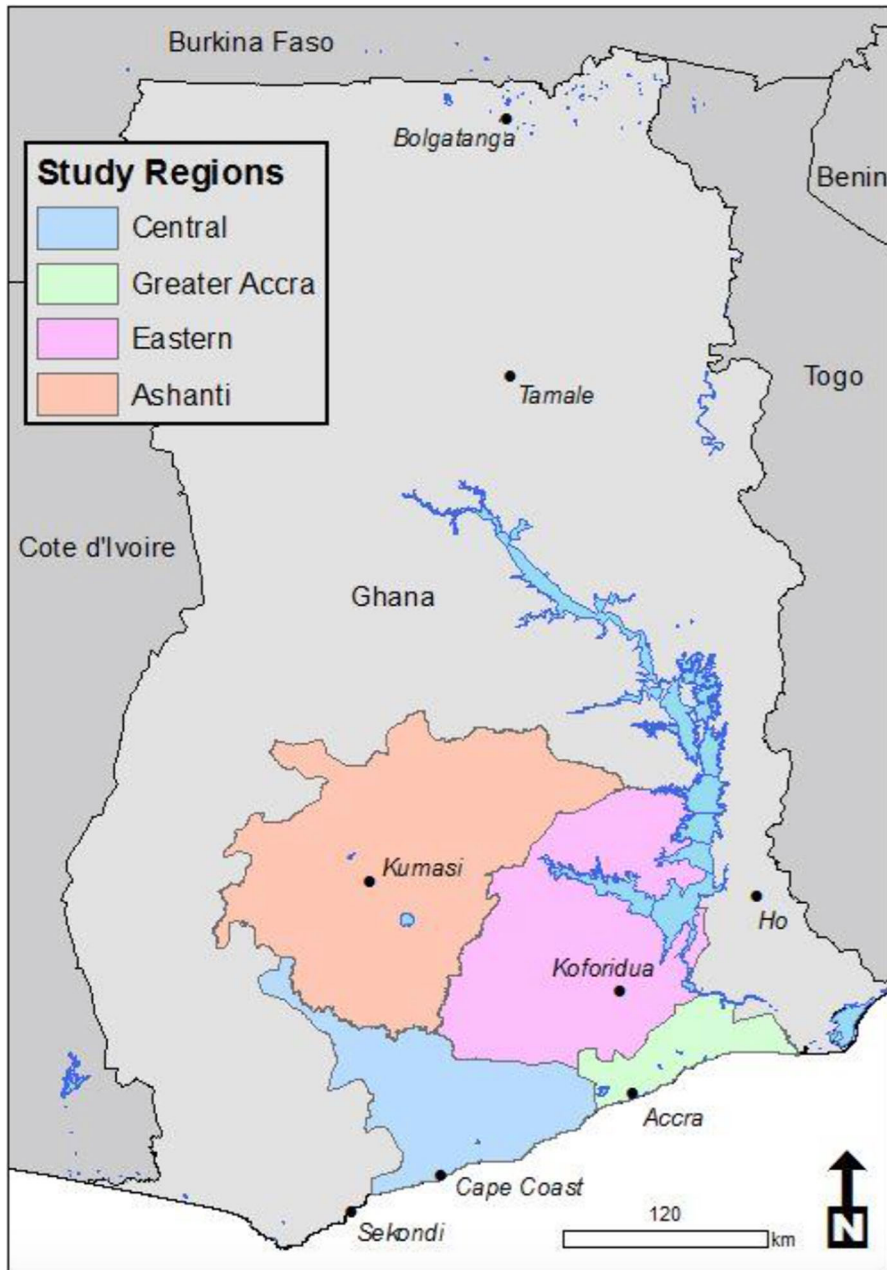 Burkina Faso
Bolgatanga
Benin
Study Regions
Central
Greater Accra
Eastern
Ashanti
Togo
Tamale
Cote d'Ivoire
Ghana
Kumasi
Ho
Koforidua
Accra
Cape Coast
Sekondi
120
km
N